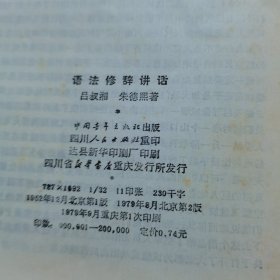 语法修辞讲话
吕叔湘 朱德熙著
*
中国青年出版社出版
四川人民出版社重印
达县新华印刷厂印刷
四川省新华书店重庆发行所发行
*
787×1092 1/32 11印张 230千字
1952年12月北京第1版 1979年8月北京第2版
1979年9月重庆第1次印刷
印数 000,001—200,000 定价0.74元